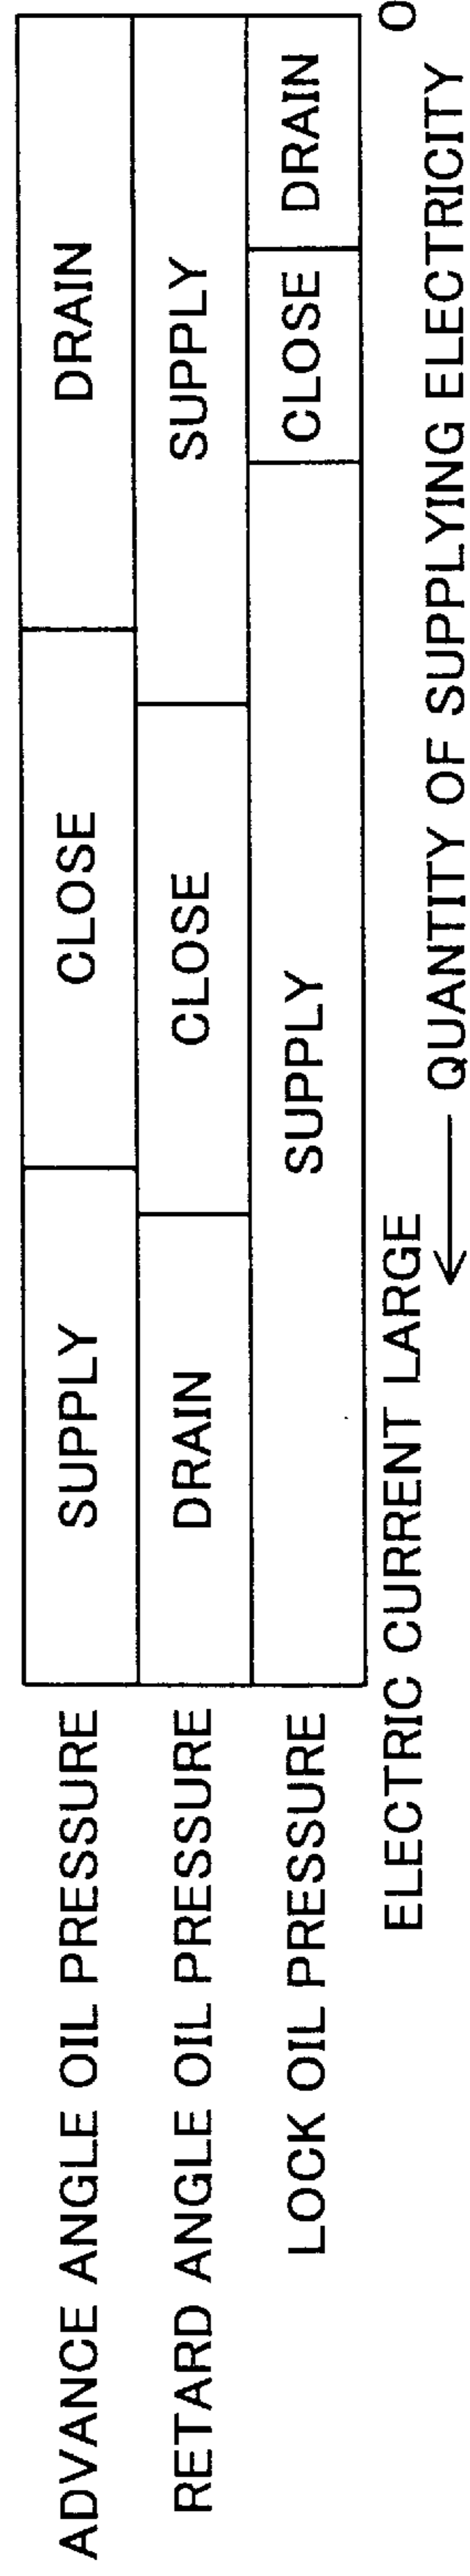 ADVANCE ANGLE OIL PRESSURE
SUPPLY
CLOSE
DRAIN
RETARD ANGLE OIL PRESSURE
DRAIN
CLOSE
SUPPLY
LOCK OIL PRESSURE
SUPPLY
CLOSE
DRAIN
ELECTRIC CURRENT LARGE
0
← QUANTITY OF SUPPLYING ELECTRICITY